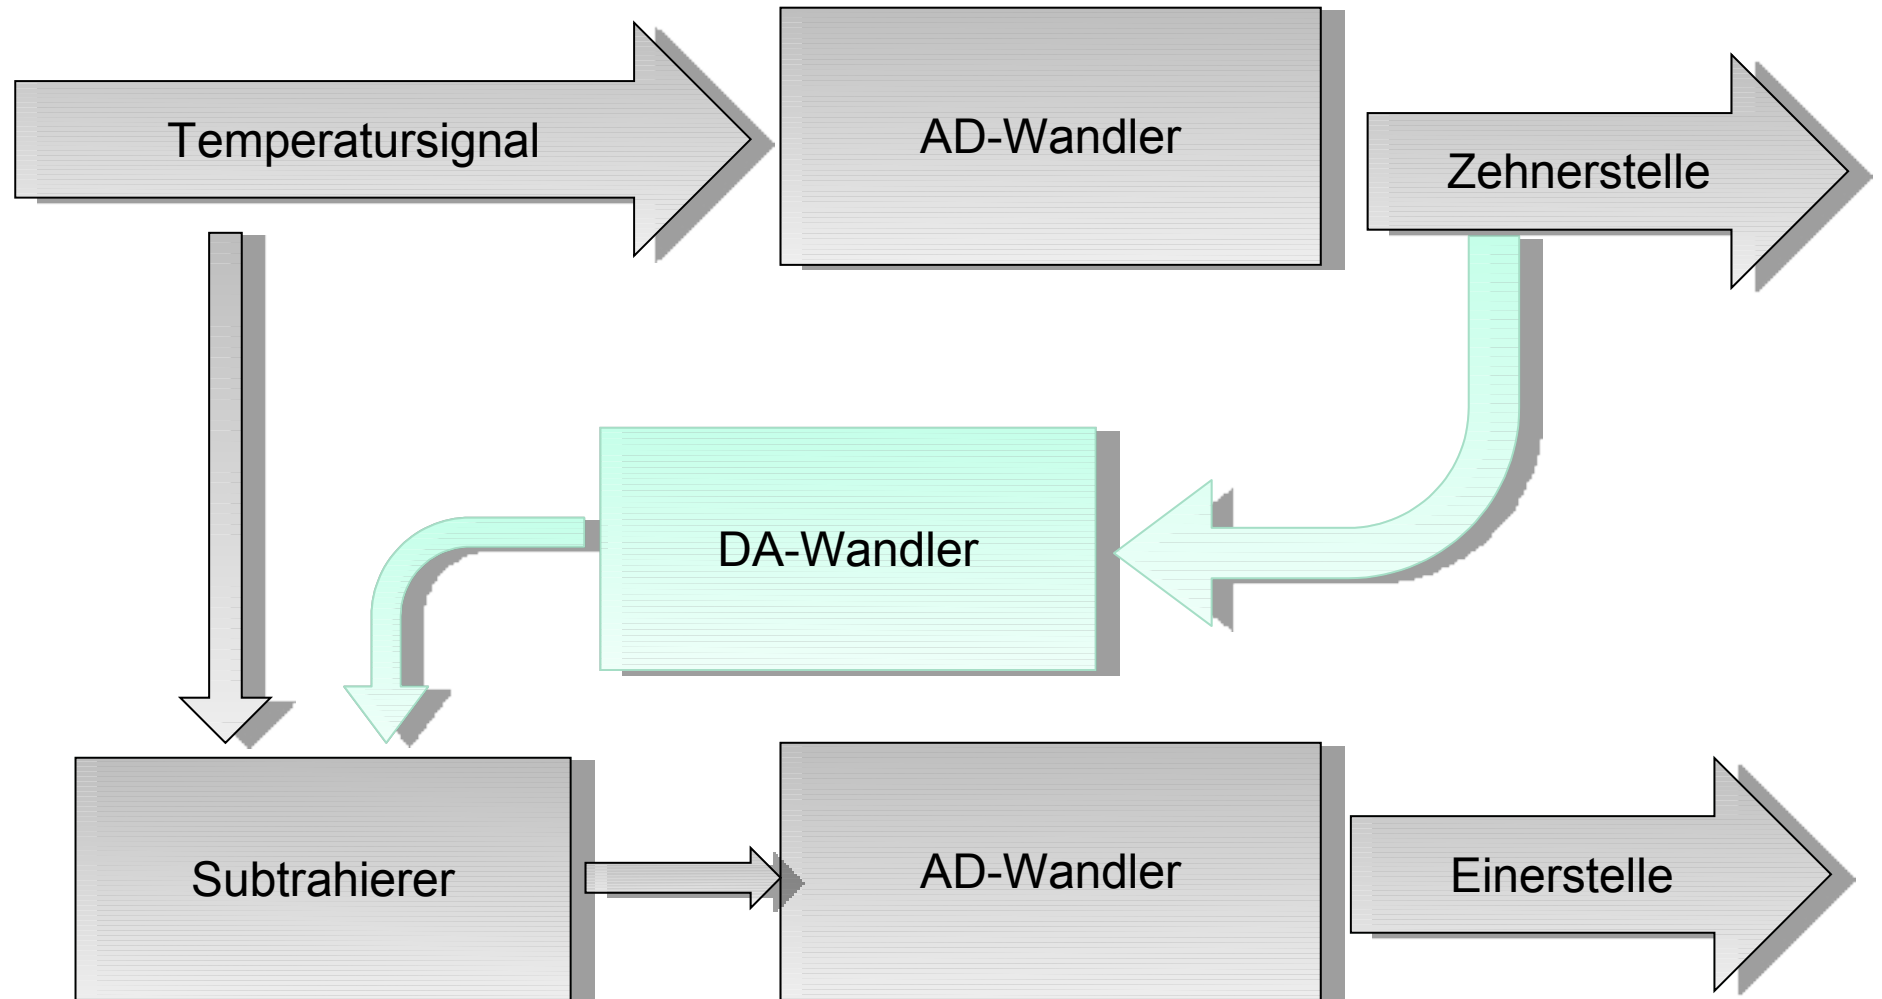 Temperatursignal
AD-Wandler
Zehnerstelle
DA-Wandler
Subtrahierer
AD-Wandler
Einerstelle